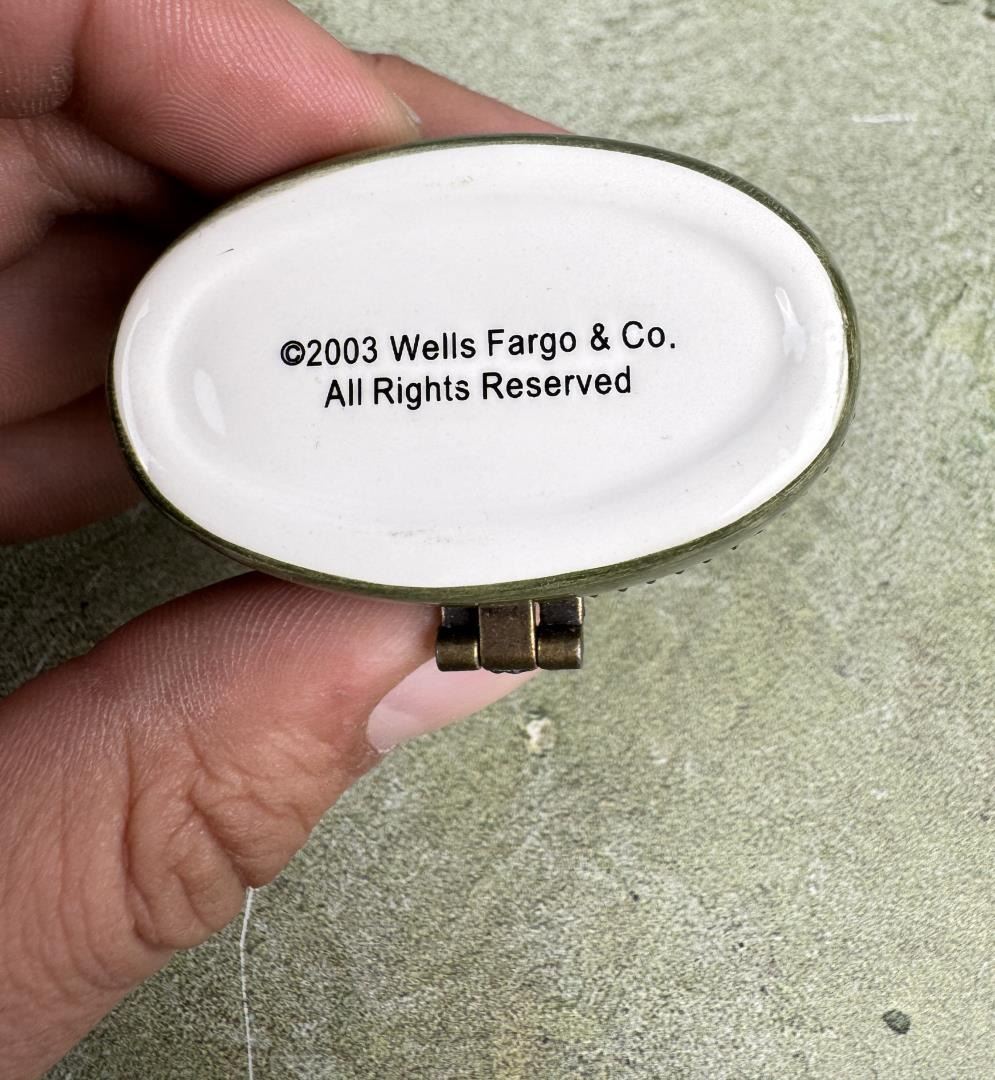 ©2003 Wells Fargo & Co.
All Rights Reserved